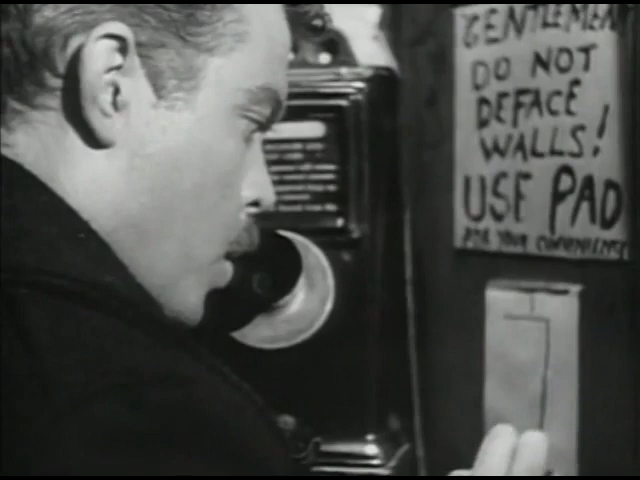 GENTLEMEN
DO NOT
DEFACE
WALLS!
USE PAD
FOR YOUR CONVENIENCE